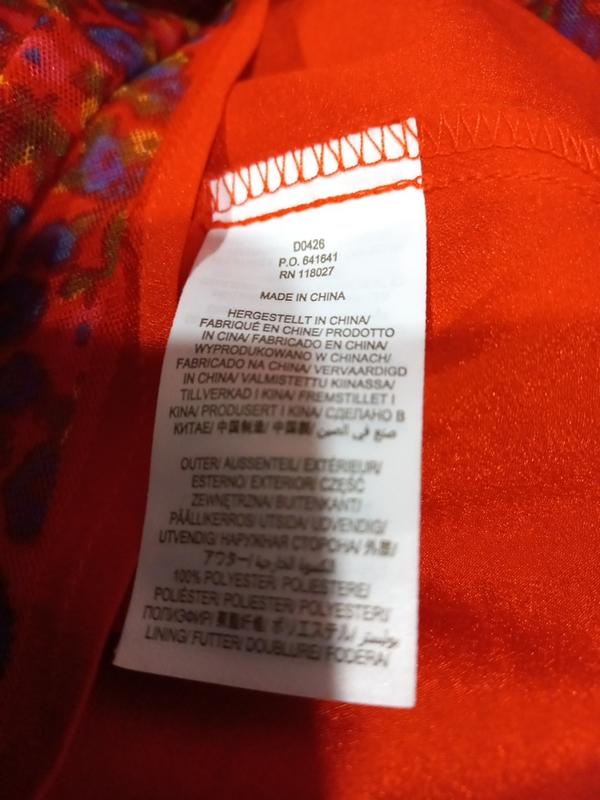 D0426
P.O. 641641
RN 118027
MADE IN CHINA
HERGESTELLT IN CHINA/
FABRIQUÉ EN CHINE/ PRODOTTO
IN CINA/ FABRICADO EN CHINA/
WYPRODUKOWANO W CHINACH/
FABRICADO NA CHINA/ VERVAARDIGD
IN CHINA/ VALMISTETTU KIINASSA/
TILLVERKAD I KINA/ FREMSTILLET I
KINA/ PRODUSERT I KINA/ СДЕЛАНО В
КИТАЕ/ 中国制造/ 中国製/ صنع في الصين
OUTER/ AUSSENTEIL/ EXTÉRIEUR/
ESTERNO/ EXTERIOR/ CZĘŚĆ
ZEWNĘTRZNA/ BUITENKANT/
PÄÄLLIKERROS/ UTSIDA/ UDVENDIG/
UTVENDIG/ НАРУЖНАЯ СТОРОНА/ 外層/
アウター/ الكسوة الخارجية/
100% POLYESTER/ POLIESTERE/
POLIÉSTER/ POLIESTER/ POLYESTERI/
ПОЛИЭФИР/ 聚酯纤维/ ポリエステル/ بوليستر
LINING/ FUTTER/ DOUBLURE/ FODERA/